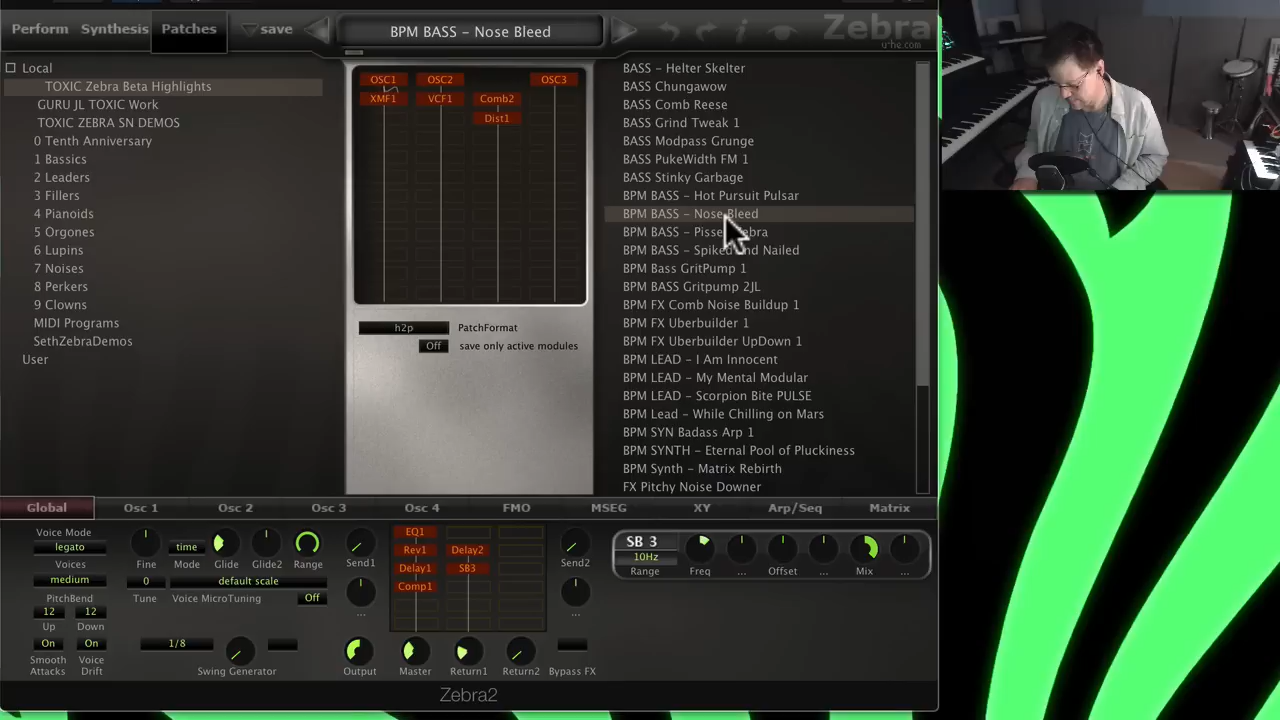 Perform Synthesis Patches save BPM BASS - Nose Bleed Zebra
u-he.com
Local
TOXIC Zebra Beta Highlights
GURU JL TOXIC Work
TOXIC ZEBRA SN DEMOS
0 Tenth Anniversary
1 Bassics
2 Leaders
3 Fillers
4 Pianoids
5 Orgones
6 Lupins
7 Noises
8 Perkers
9 Clowns
MIDI Programs
SethZebraDemos
User
OSC1 OSC2 OSC3
XMF1 VCF1 Comb2
Dist1
h2p PatchFormat
Off save only active modules
BASS - Helter Skelter
BASS Chungawow
BASS Comb Reese
BASS Grind Tweak 1
BASS Modpass Grunge
BASS PukeWidth FM 1
BASS Stinky Garbage
BPM BASS - Hot Pursuit Pulsar
BPM BASS - Nose Bleed
BPM BASS - Pisse
BPM BASS - Spiked and Nailed
BPM Bass GritPump 1
BPM BASS Gritpump 2JL
BPM FX Comb Noise Buildup 1
BPM FX Uberbuilder 1
BPM FX Uberbuilder UpDown 1
BPM LEAD - I Am Innocent
BPM LEAD - My Mental Modular
BPM LEAD - Scorpion Bite PULSE
BPM Lead - While Chilling on Mars
BPM SYN Badass Arp 1
BPM SYNTH - Eternal Pool of Pluckiness
BPM Synth - Matrix Rebirth
FX Pitchy Noise Downer
Global Osc 1 Osc 2 Osc 3 Osc 4 FMO MSEG XY Arp/Seq Matrix
Voice Mode
legato
Voices
medium
PitchBend
12 12
Up Down
On On
Smooth Attacks Voice Drift
time
Fine Mode Glide Glide2 Range
0 default scale
Tune Voice MicroTuning Off
1/8
Swing Generator
Send1
...
Output
EQ1
Rev1 Delay2
Delay1 SB3
Comp1
Master Return1 Return2
Send2
...
Bypass FX
SB 3
10Hz
Range Freq ... Offset ... Mix ...
Zebra2